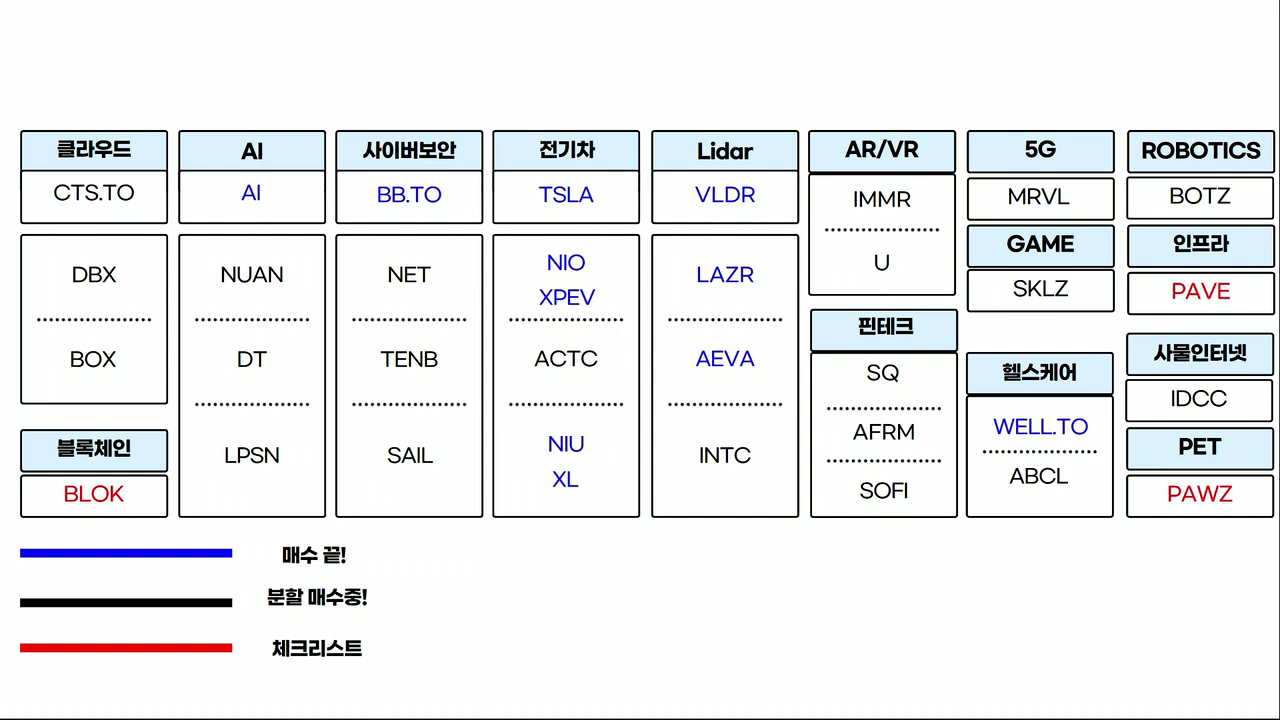 클라우드
CTS.TO
DBX
BOX
블록체인
BLOK
AI
AI
NUAN
DT
LPSN
사이버보안
BB.TO
NET
TENB
SAIL
전기차
TSLA
NIO
XPEV
ACTC
NIU
XL
Lidar
VLDR
LAZR
AEVA
INTC
AR/VR
IMMR
U
핀테크
SQ
AFRM
SOFI
5G
MRVL
GAME
SKLZ
헬스케어
WELL.TO
ABCL
ROBOTICS
BOTZ
인프라
PAVE
사물인터넷
IDCC
PET
PAWZ
매수 끝!
분할 매수중!
체크리스트